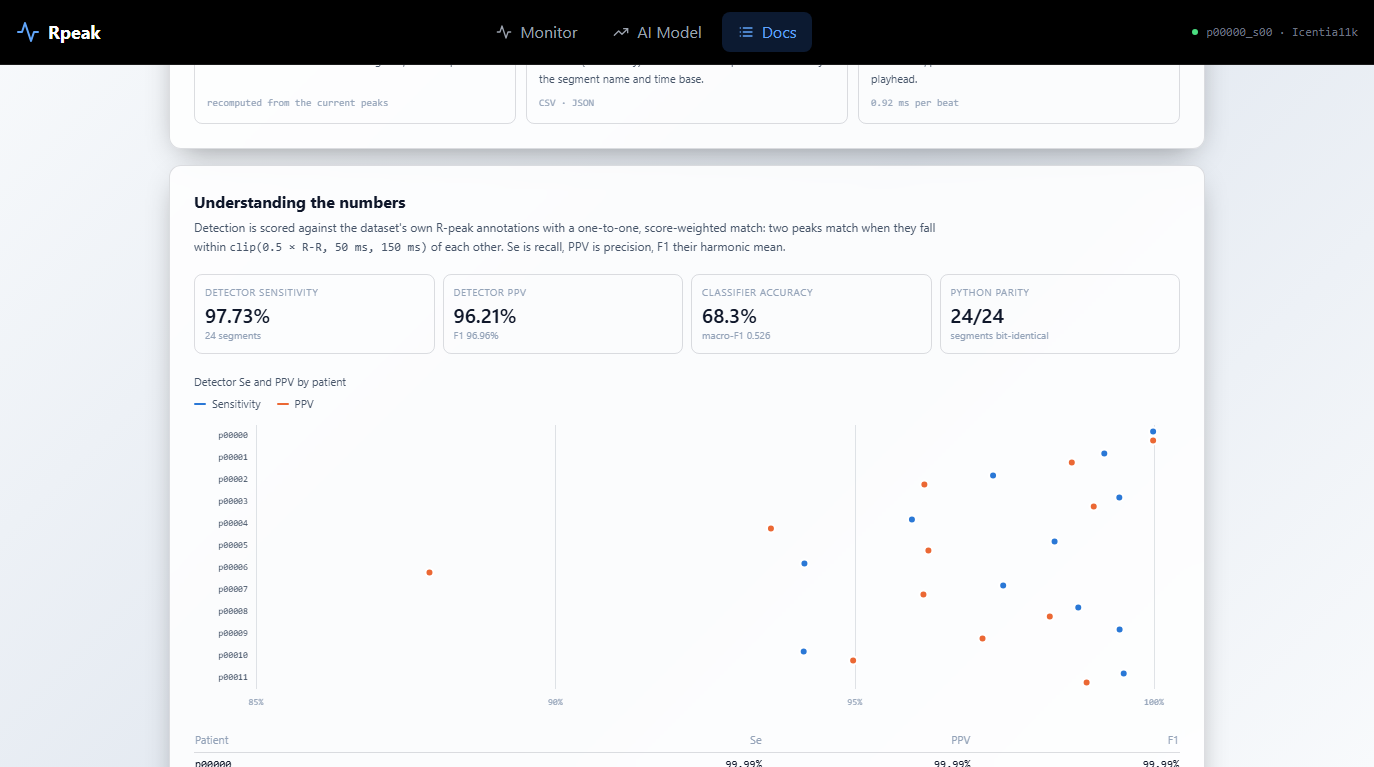 Rpeak
Monitor
AI Model
Docs
p00000_s00 · Icentia11k
the segment name and time base.
playhead.
recomputed from the current peaks
CSV · JSON
0.92 ms per beat
Understanding the numbers
Detection is scored against the dataset's own R-peak annotations with a one-to-one, score-weighted match: two peaks match when they fall
within clip(0.5 × R-R, 50 ms, 150 ms) of each other. Se is recall, PPV is precision, F1 their harmonic mean.
DETECTOR SENSITIVITY
97.73%
24 segments
DETECTOR PPV
96.21%
F1 96.96%
CLASSIFIER ACCURACY
68.3%
macro-F1 0.526
PYTHON PARITY
24/24
segments bit-identical
Detector Se and PPV by patient
Sensitivity
PPV
p00000
p00001
p00002
p00003
p00004
p00005
p00006
p00007
p00008
p00009
p00010
p00011
85%
90%
95%
100%
Patient
Se
PPV
F1
p00000
99.99%
99.99%
99.99%